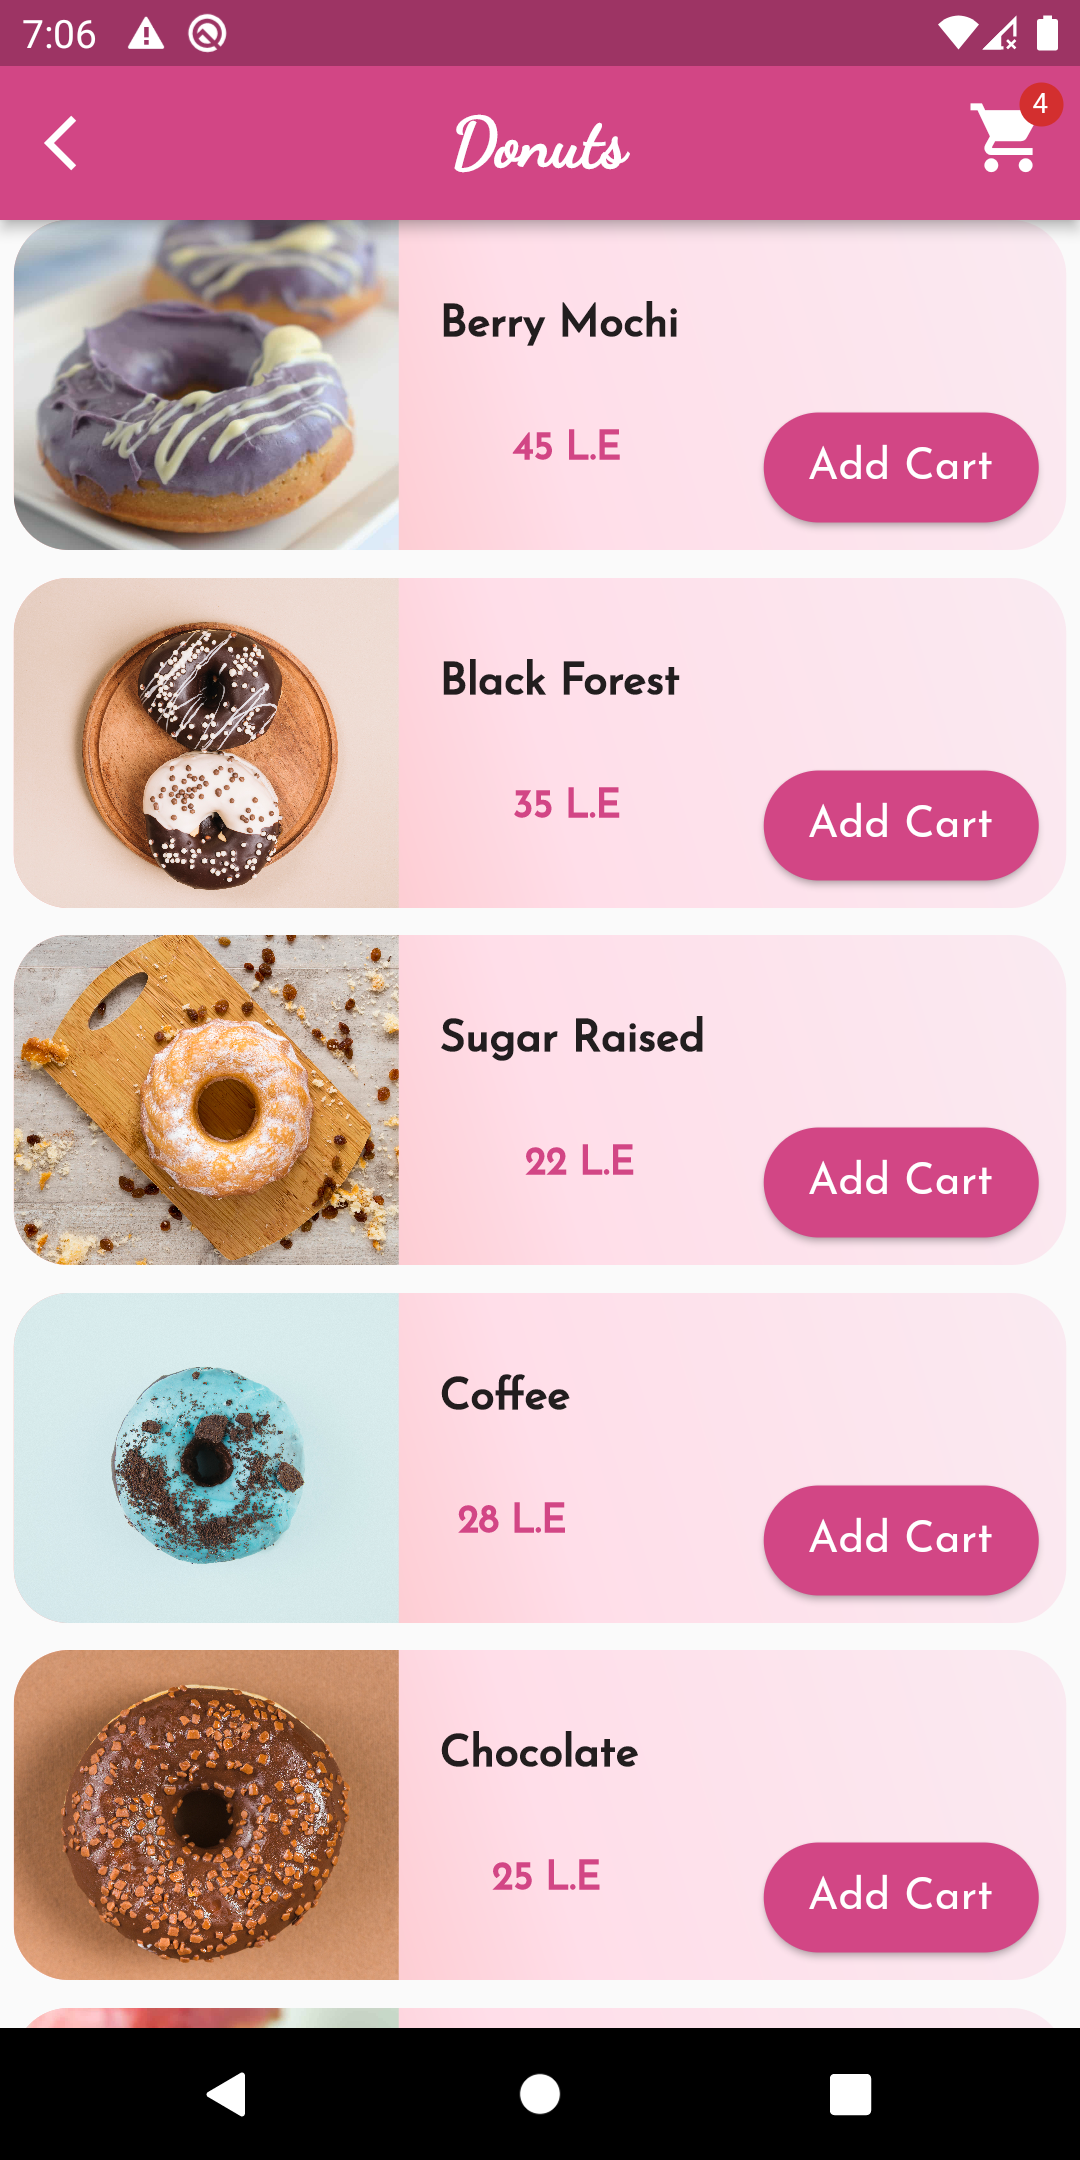 7:06
Donuts
4
Berry Mochi
45 L.E
Add Cart
Black Forest
35 L.E
Add Cart
Sugar Raised
22 L.E
Add Cart
Coffee
28 L.E
Add Cart
Chocolate
25 L.E
Add Cart